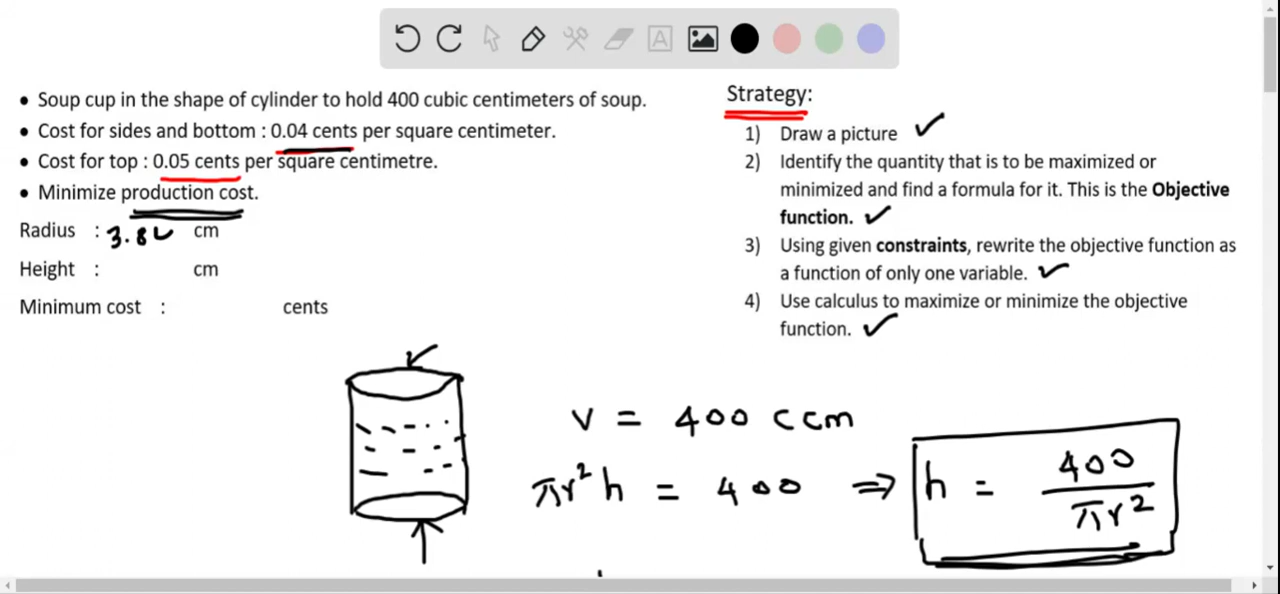 • Soup cup in the shape of cylinder to hold 400 cubic centimeters of soup.
• Cost for sides and bottom : 0.04 cents per square centimeter.
• Cost for top : 0.05 cents per square centimetre.
• Minimize production cost.
Radius : 3.82 cm
Height : cm
Minimum cost : cents
Strategy:
1) Draw a picture
2) Identify the quantity that is to be maximized or
minimized and find a formula for it. This is the Objective
function.
3) Using given constraints, rewrite the objective function as
a function of only one variable.
4) Use calculus to maximize or minimize the objective
function.
V = 400 ccm
πr²h = 400 ⇒ h = 400/πr²